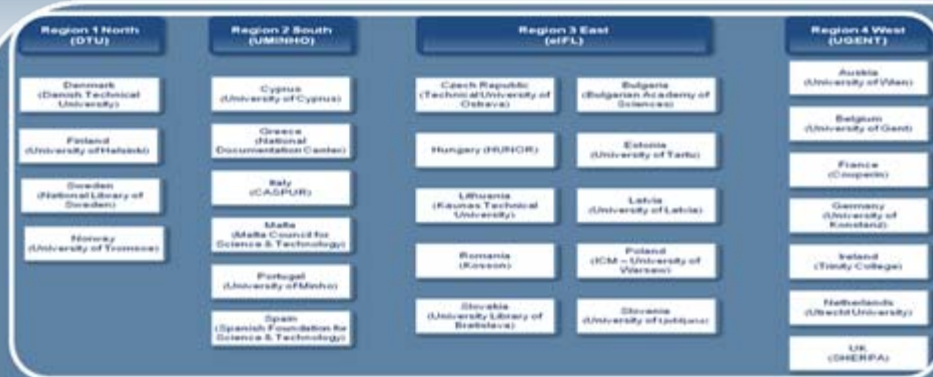 Region 1 North
(DTU)
Denmark
(Danish Technical
University)
Finland
(University of Helsinki)
Sweden
(National Library of
Sweden)
Norway
(University of Tromsoe)
Region 2 South
(UMINHO)
Cyprus
(University of Cyprus)
Greece
(National
Documentation Center)
Italy
(CASPUR)
Malta
(Malta Council for
Science & Technology)
Portugal
(University of Minho)
Spain
(Spanish Foundation for
Science & Technology)
Region 3 East
(eIFL)
Czech Republic
(Technical University of
Ostrava)
Hungary (HUNOR)
Lithuania
(Kaunas Technical
University)
Romania
(Kosson)
Slovakia
(University Library of
Bratislava)
Bulgaria
(Bulgarian Academy of
Sciences)
Estonia
(University of Tartu)
Latvia
(University of Latvia)
Poland
(ICM – University of
Warsaw)
Slovenia
(University of Ljubljana)
Region 4 West
(UGENT)
Austria
(University of Wien)
Belgium
(University of Gent)
France
(Couperin)
Germany
(University of
Konstanz)
Ireland
(Trinity College)
Netherlands
(Utrecht University)
UK
(SHERPA)